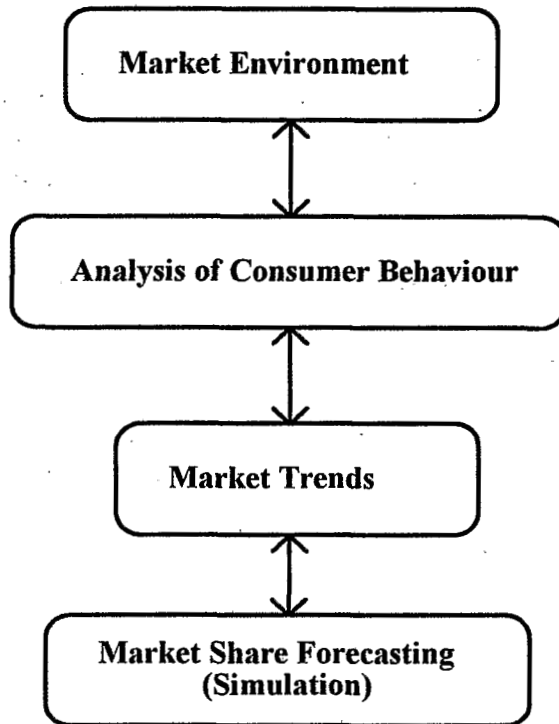 Market Environment
Analysis of Consumer Behaviour
Market Trends
Market Share Forecasting
(Simulation)